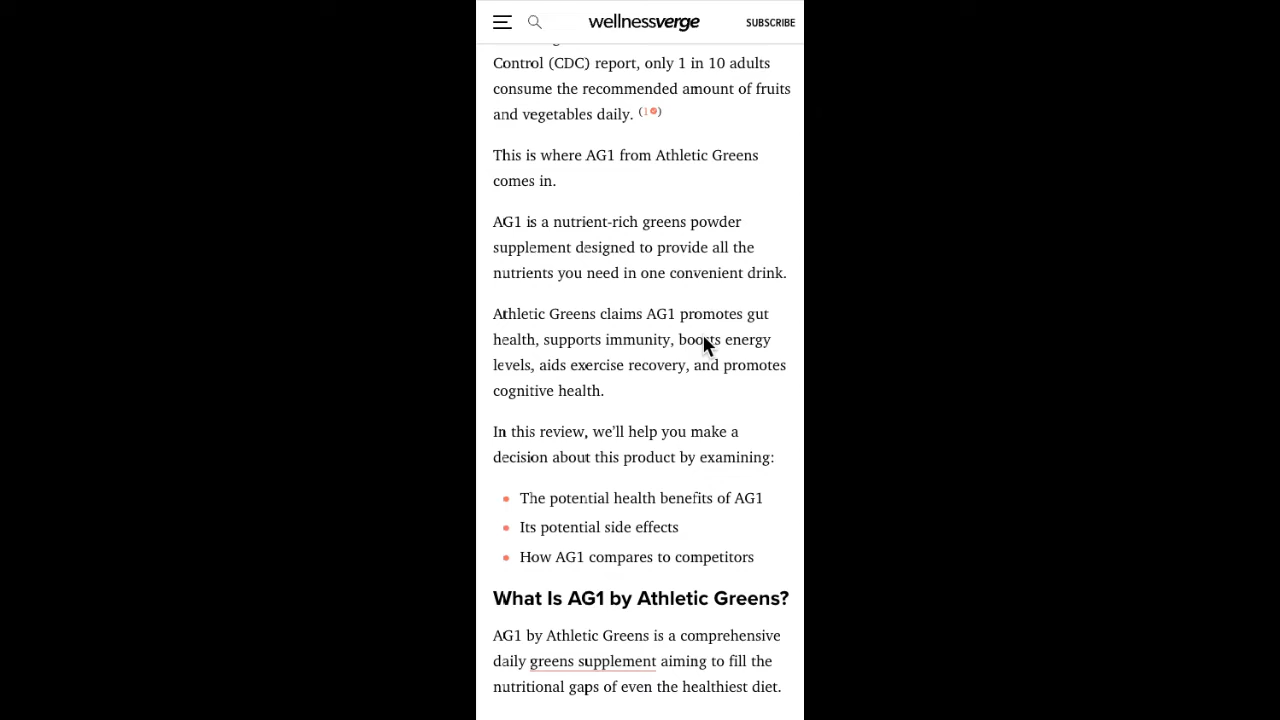 wellnessverge
SUBSCRIBE
Control (CDC) report, only 1 in 10 adults
consume the recommended amount of fruits
and vegetables daily. (1)
This is where AG1 from Athletic Greens
comes in.
AG1 is a nutrient-rich greens powder
supplement designed to provide all the
nutrients you need in one convenient drink.
Athletic Greens claims AG1 promotes gut
health, supports immunity, boosts energy
levels, aids exercise recovery, and promotes
cognitive health.
In this review, we'll help you make a
decision about this product by examining:
The potential health benefits of AG1
Its potential side effects
How AG1 compares to competitors
What Is AG1 by Athletic Greens?
AG1 by Athletic Greens is a comprehensive
daily greens supplement aiming to fill the
nutritional gaps of even the healthiest diet.